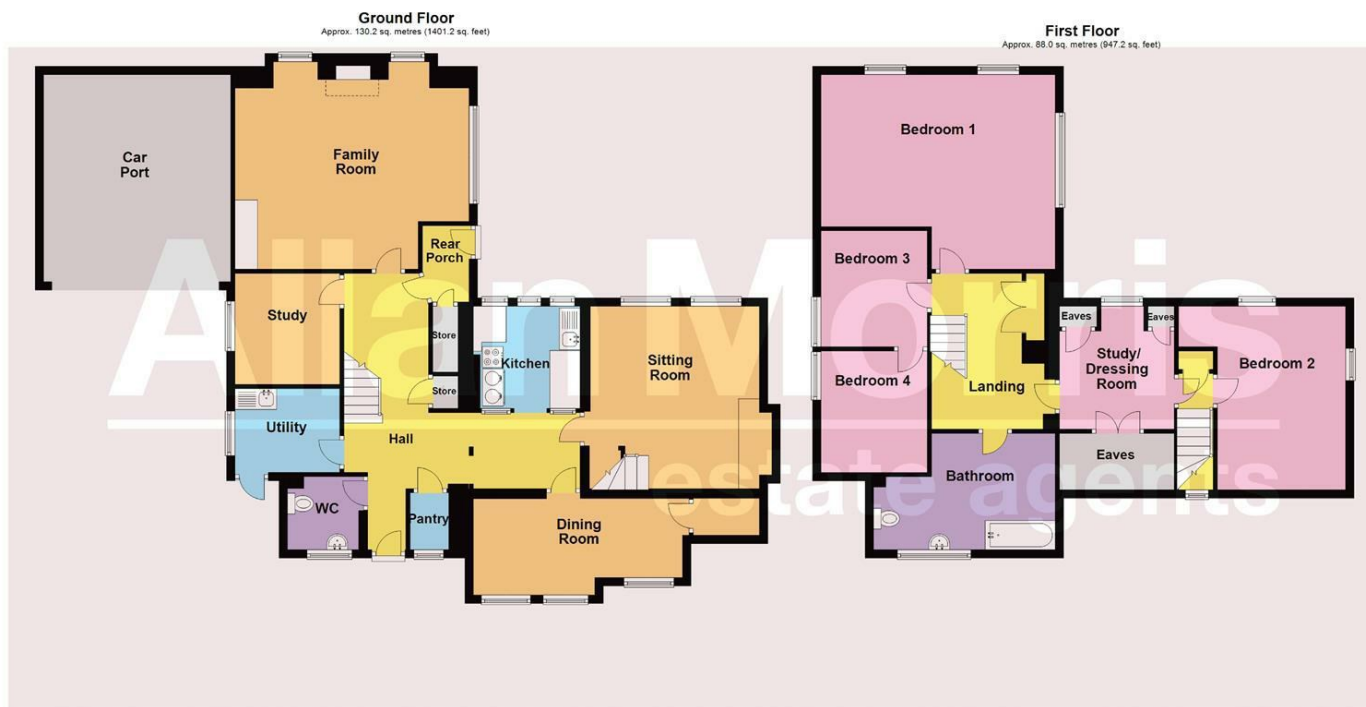 Ground Floor
Approx. 130.2 sq. metres (1401.2 sq. feet)
First Floor
Approx. 88.0 sq. metres (947.2 sq. feet)
Car
Port
Family
Room
Rear
Porch
Study
Store
Store
Kitchen
Sitting
Room
Utility
Hall
WC
Pantry
Dining
Room
Bedroom 1
Bedroom 3
Bedroom 4
Landing
Eaves
Eaves
Study/
Dressing
Room
Bedroom 2
Eaves
Bathroom
Allan Morris
estate agents